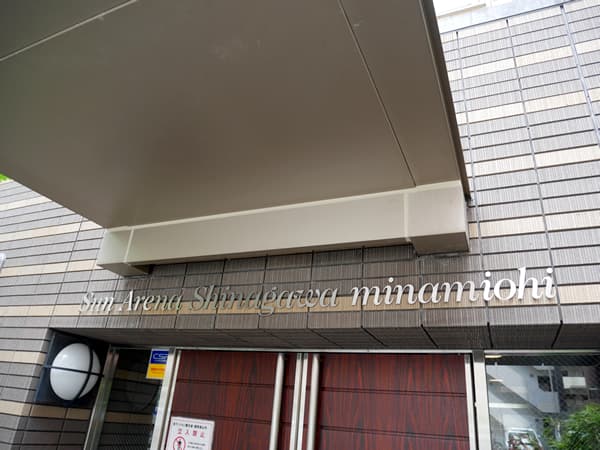 Sun Arena Shinagawa minamiohi
立入禁止